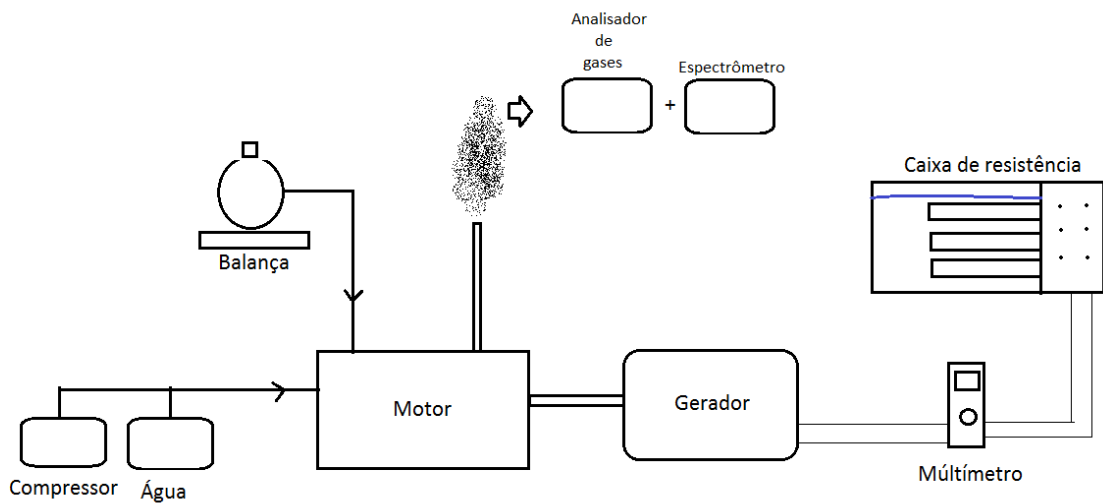 Analisador
de
gases
Espectrômetro
+
Caixa de resistência
Balança
Motor
Gerador
Compressor
Água
Múltímetro